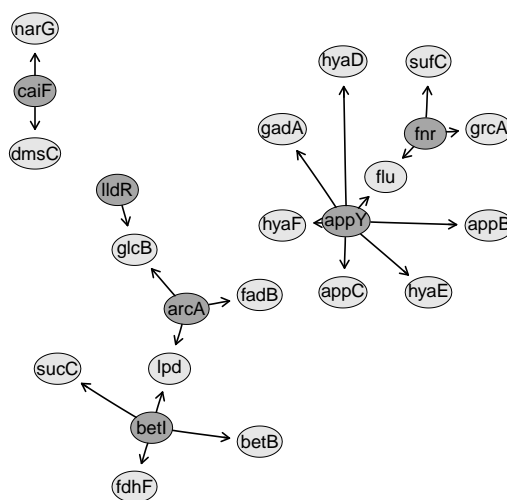 narG
hyaD
sufC
caiF
gadA
fnr
grcA
dmsC
flu
lldR
hyaF
appY
appB
glcB
appC
hyaE
fadB
arcA
sucC
lpd
betI
betB
fdhF